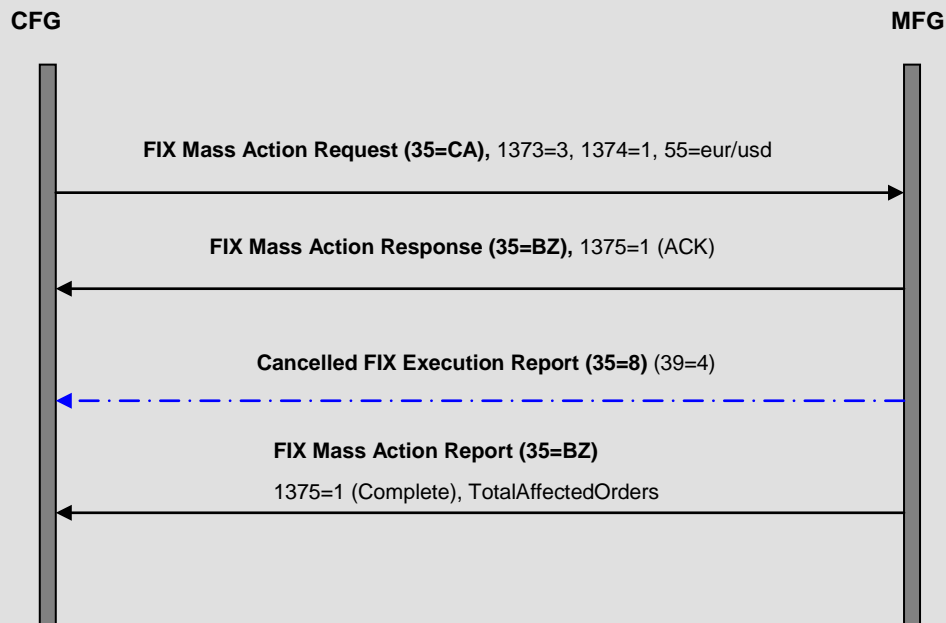 CFG
MFG
FIX Mass Action Request (35=CA), 1373=3, 1374=1, 55=eur/usd
FIX Mass Action Response (35=BZ), 1375=1 (ACK)
Cancelled FIX Execution Report (35=8) (39=4)
FIX Mass Action Report (35=BZ)
1375=1 (Complete), TotalAffectedOrders